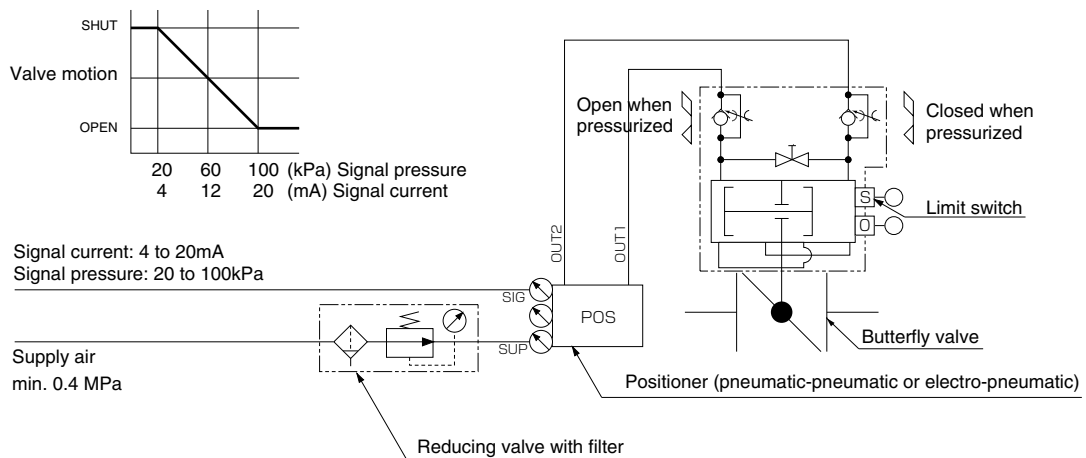 SHUT
Valve motion
OPEN
20 60 100 (kPa) Signal pressure
4 12 20 (mA) Signal current
Open when
pressurized
Closed when
pressurized
S
O
Limit switch
OUT2
OUT1
Signal current: 4 to 20mA
Signal pressure: 20 to 100kPa
SIG
POS
SUP
Butterfly valve
Supply air
min. 0.4 MPa
Positioner (pneumatic-pneumatic or electro-pneumatic)
Reducing valve with filter